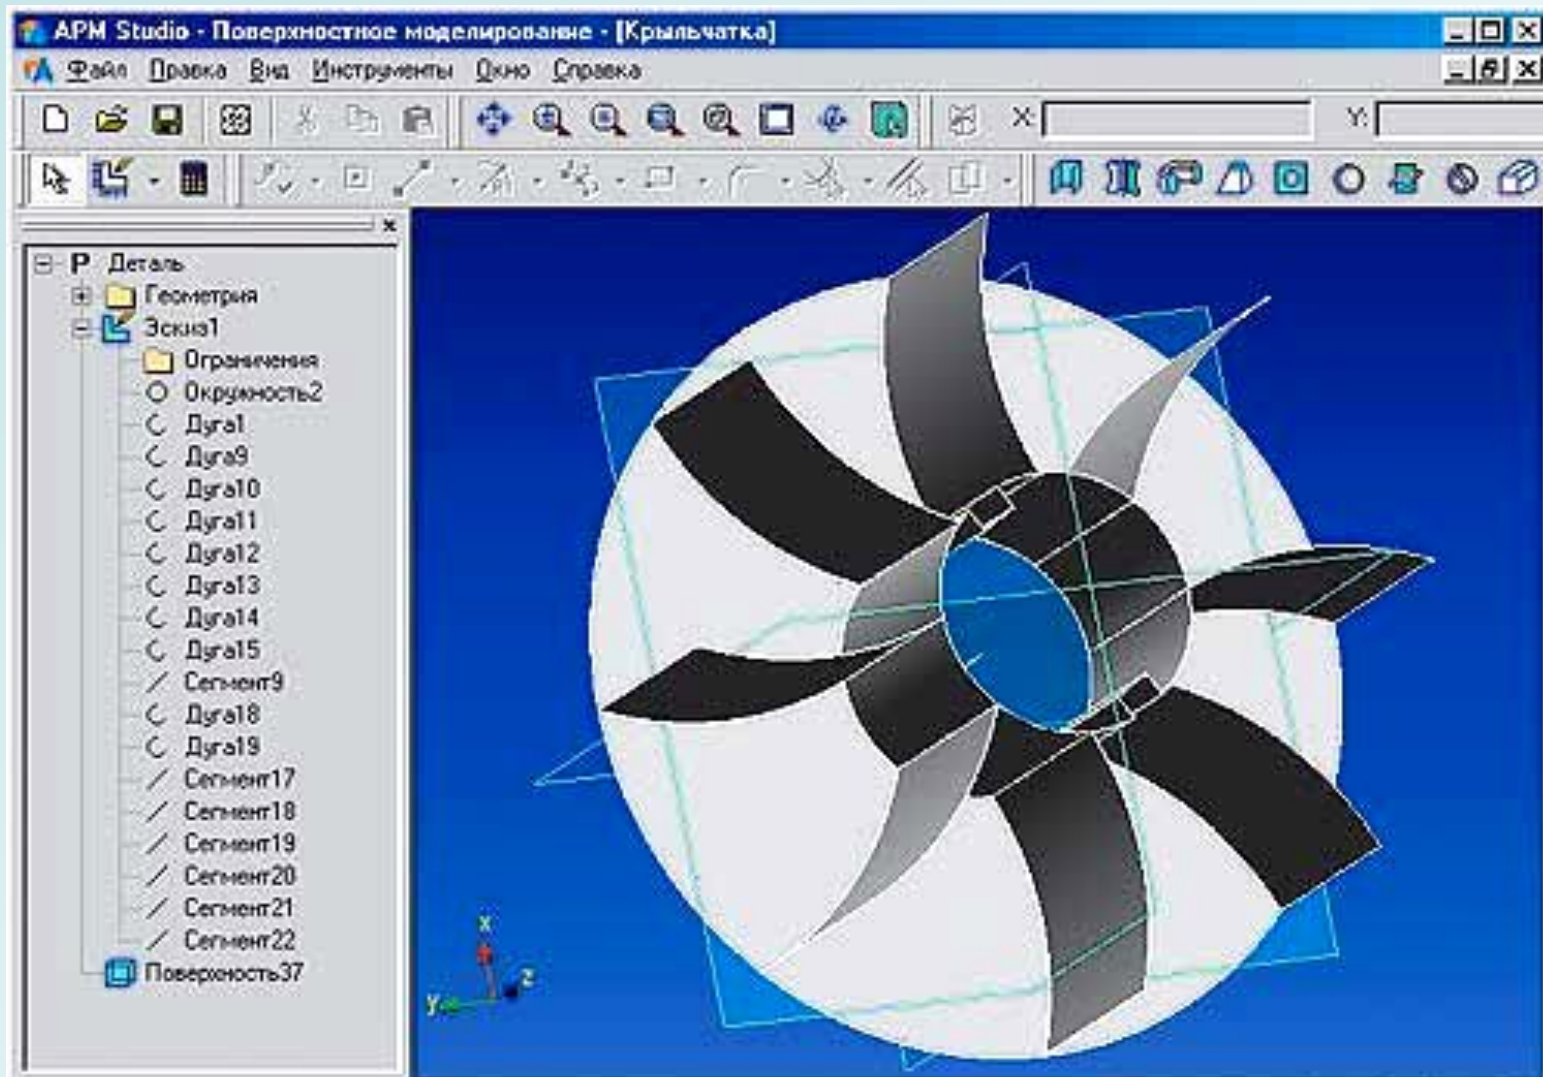 APM Studio - Поверхностное моделирование - [Крыльчатка]
Файл Правка Вид Инструменты Окно Справка
X: Y:
P Деталь
Геометрия
Эскиз1
Ограничения
Окружность2
Дуга1
Дуга9
Дуга10
Дуга11
Дуга12
Дуга13
Дуга14
Дуга15
Сегмент9
Дуга18
Дуга19
Сегмент17
Сегмент18
Сегмент19
Сегмент20
Сегмент21
Сегмент22
Поверхность37
X
Y
Z